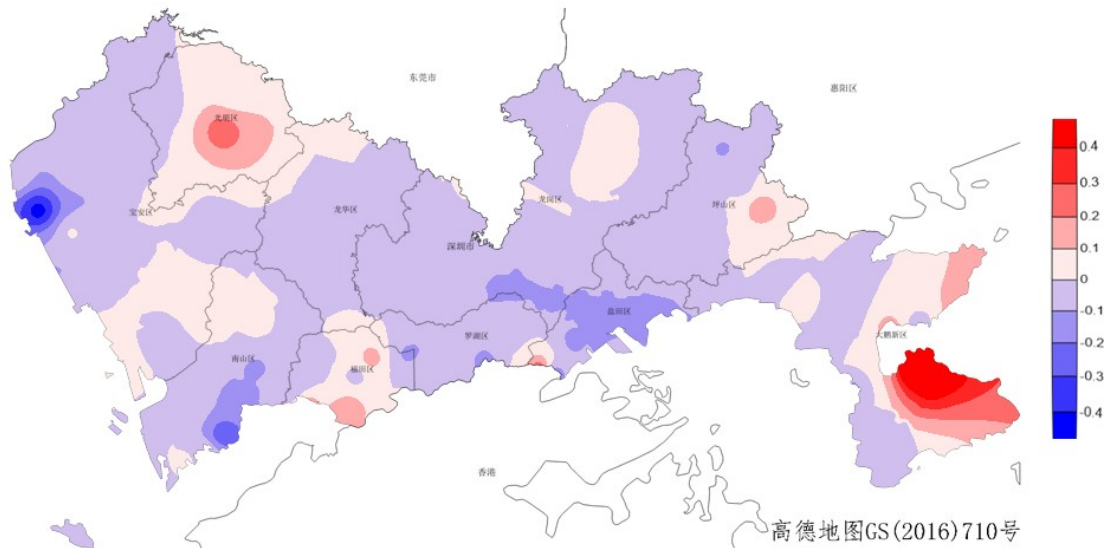 东莞市
惠阳区
光明区
宝安区
龙华区
龙岗区
坪山区
深圳市
盐田区
罗湖区
大鹏新区
南山区
福田区
香港
0.4
0.3
0.2
0.1
0
-0.1
-0.2
-0.3
-0.4
高德地图GS(2016)710号